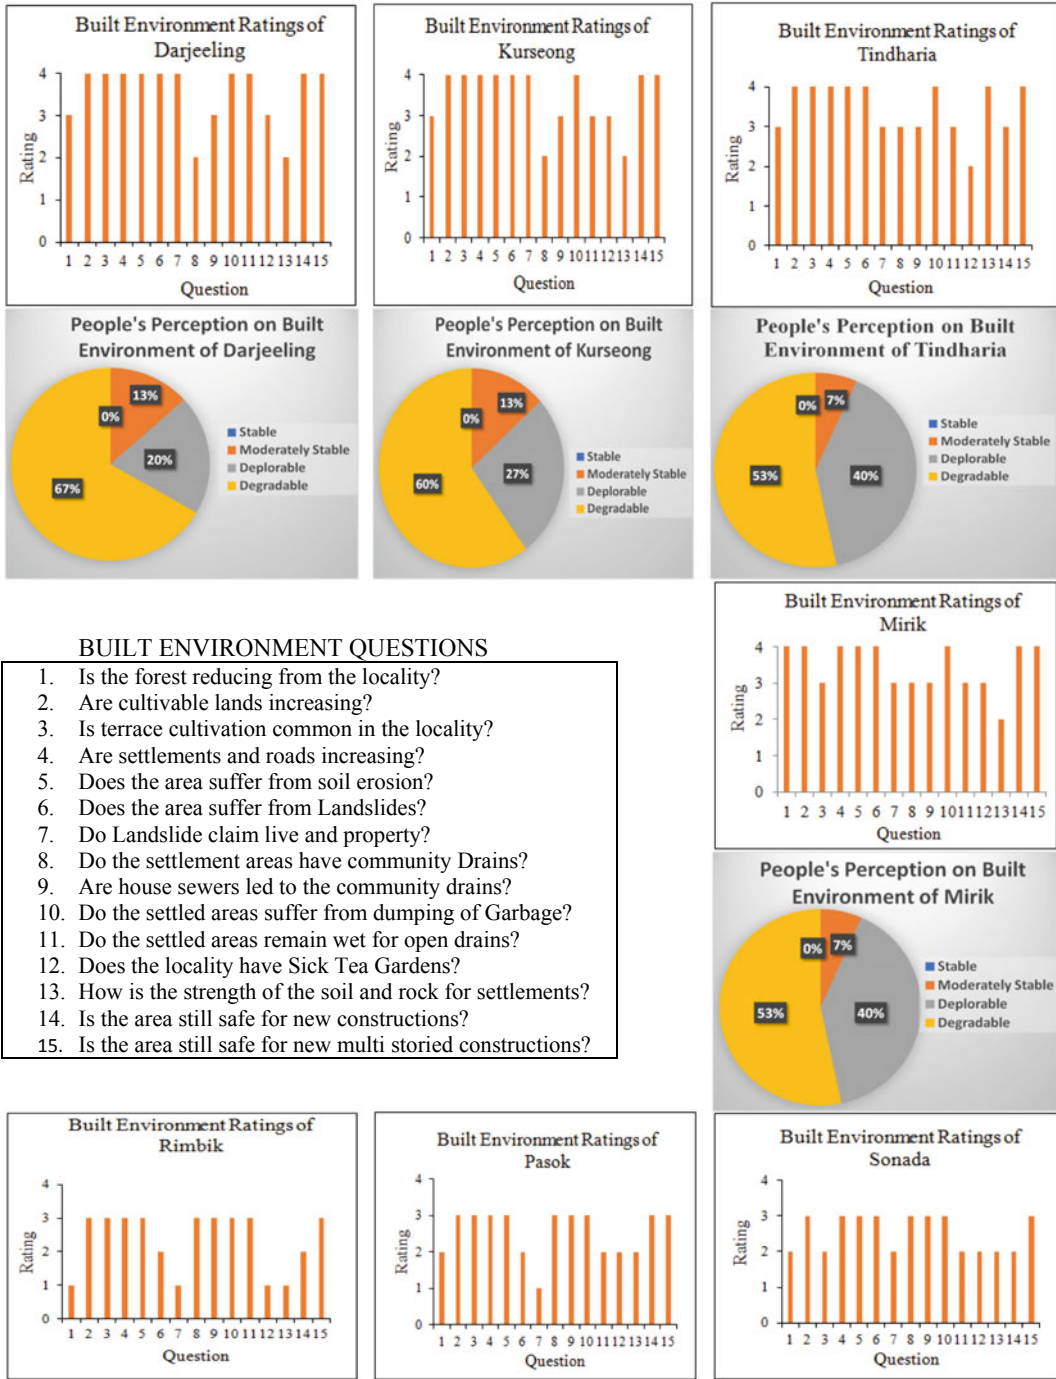 Built Environment Ratings of
Darjeeling
4
3
2
1
0
Rating
1 2 3 4 5 6 7 8 9 10 11 12 13 14 15
Question
Built Environment Ratings of
Kurseong
4
3
2
1
0
Rating
1 2 3 4 5 6 7 8 9 10 11 12 13 14 15
Question
Built Environment Ratings of
Tindharia
4
3
2
1
0
Rating
1 2 3 4 5 6 7 8 9 10 11 12 13 14 15
Question
People's Perception on Built
Environment of Darjeeling
13%
0%
20%
67%
Stable
Moderately Stable
Deplorable
Degradable
People's Perception on Built
Environment of Kurseong
13%
0%
27%
60%
Stable
Moderately Stable
Deplorable
Degradable
People's Perception on Built
Environment of Tindharia
0%
7%
53%
40%
Stable
Moderately Stable
Deplorable
Degradable
BUILT ENVIRONMENT QUESTIONS
1. Is the forest reducing from the locality?
2. Are cultivable lands increasing?
3. Is terrace cultivation common in the locality?
4. Are settlements and roads increasing?
5. Does the area suffer from soil erosion?
6. Does the area suffer from Landslides?
7. Do Landslide claim live and property?
8. Do the settlement areas have community Drains?
9. Are house sewers led to the community drains?
10. Do the settled areas suffer from dumping of Garbage?
11. Do the settled areas remain wet for open drains?
12. Does the locality have Sick Tea Gardens?
13. How is the strength of the soil and rock for settlements?
14. Is the area still safe for new constructions?
15. Is the area still safe for new multi storied constructions?
Built Environment Ratings of
Mirik
4
3
2
1
0
Rating
1 2 3 4 5 6 7 8 9 10 11 12 13 14 15
Question
People's Perception on Built
Environment of Mirik
0%
7%
53%
40%
Stable
Moderately Stable
Deplorable
Degradable
Built Environment Ratings of
Rimbik
4
3
2
1
0
Rating
1 2 3 4 5 6 7 8 9 10 11 12 13 14 15
Question
Built Environment Ratings of
Pasok
4
3
2
1
0
Rating
1 2 3 4 5 6 7 8 9 10 11 12 13 14 15
Question
Built Environment Ratings of
Sonada
4
3
2
1
0
Rating
1 2 3 4 5 6 7 8 9 10 11 12 13 14 15
Question